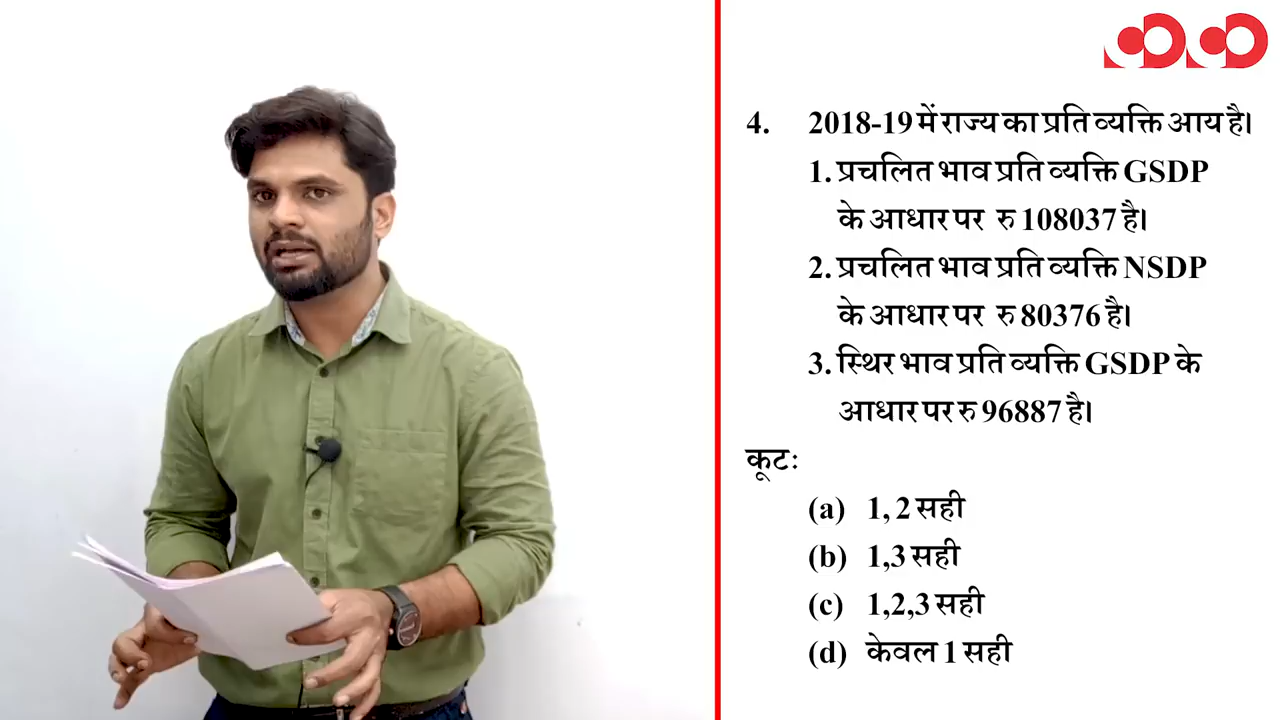 4. 2018-19 में राज्य का प्रति व्यक्ति आय है।
1. प्रचलित भाव प्रति व्यक्ति GSDP
के आधार पर रु 108037 है।
2. प्रचलित भाव प्रति व्यक्ति NSDP
के आधार पर रु 80376 है।
3. स्थिर भाव प्रति व्यक्ति GSDP के
आधार पर रु 96887 है।
कूटः
(a) 1, 2 सही
(b) 1,3 सही
(c) 1,2,3 सही
(d) केवल 1 सही